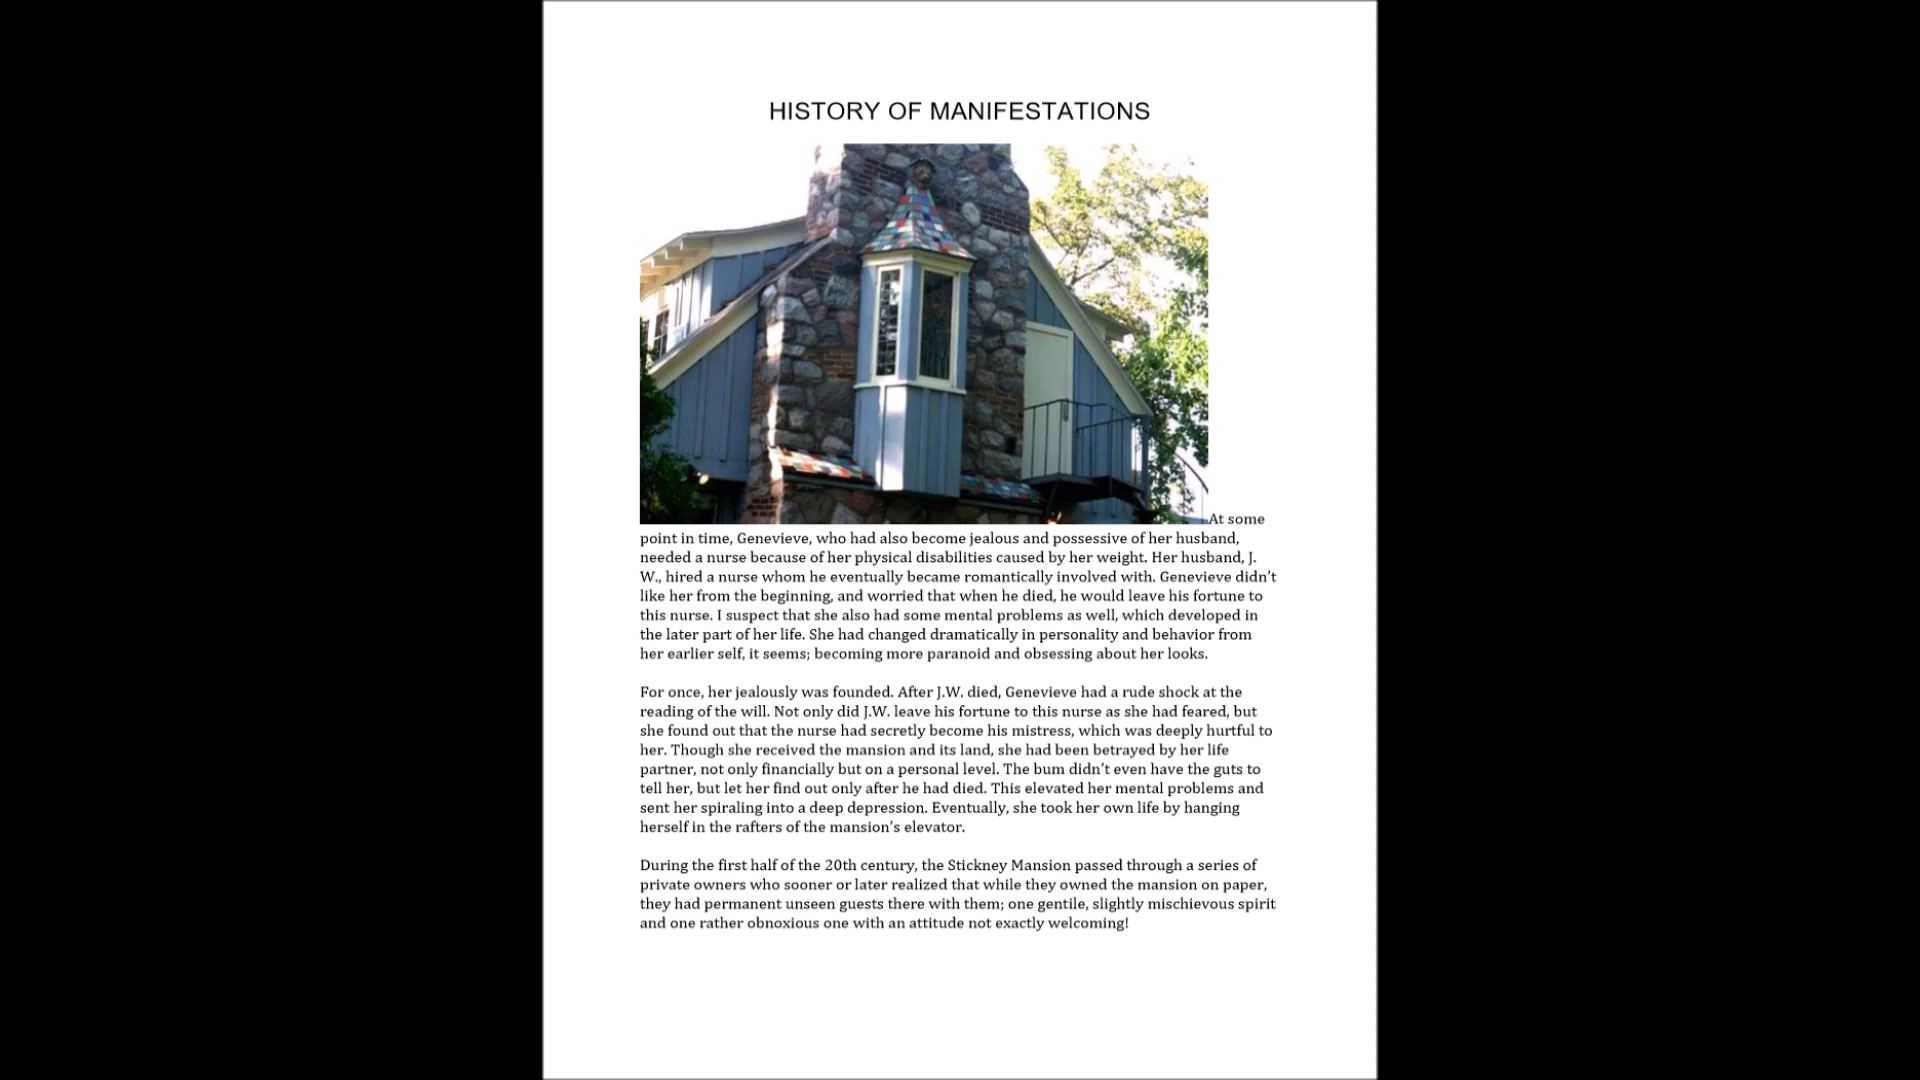 HISTORY OF MANIFESTATIONS
At some
point in time, Genevieve, who had also become jealous and possessive of her husband,
needed a nurse because of her physical disabilities caused by her weight. Her husband, J.
W., hired a nurse whom he eventually became romantically involved with. Genevieve didn’t
like her from the beginning, and worried that when he died, he would leave his fortune to
this nurse. I suspect that she also had some mental problems as well, which developed in
the later part of her life. She had changed dramatically in personality and behavior from
her earlier self, it seems; becoming more paranoid and obsessing about her looks.
For once, her jealously was founded. After J.W. died, Genevieve had a rude shock at the
reading of the will. Not only did J.W. leave his fortune to this nurse as she had feared, but
she found out that the nurse had secretly become his mistress, which was deeply hurtful to
her. Though she received the mansion and its land, she had been betrayed by her life
partner, not only financially but on a personal level. The bum didn’t even have the guts to
tell her, but let her find out only after he had died. This elevated her mental problems and
sent her spiraling into a deep depression. Eventually, she took her own life by hanging
herself in the rafters of the mansion’s elevator.
During the first half of the 20th century, the Stickney Mansion passed through a series of
private owners who sooner or later realized that while they owned the mansion on paper,
they had permanent unseen guests there with them; one gentile, slightly mischievous spirit
and one rather obnoxious one with an attitude not exactly welcoming!